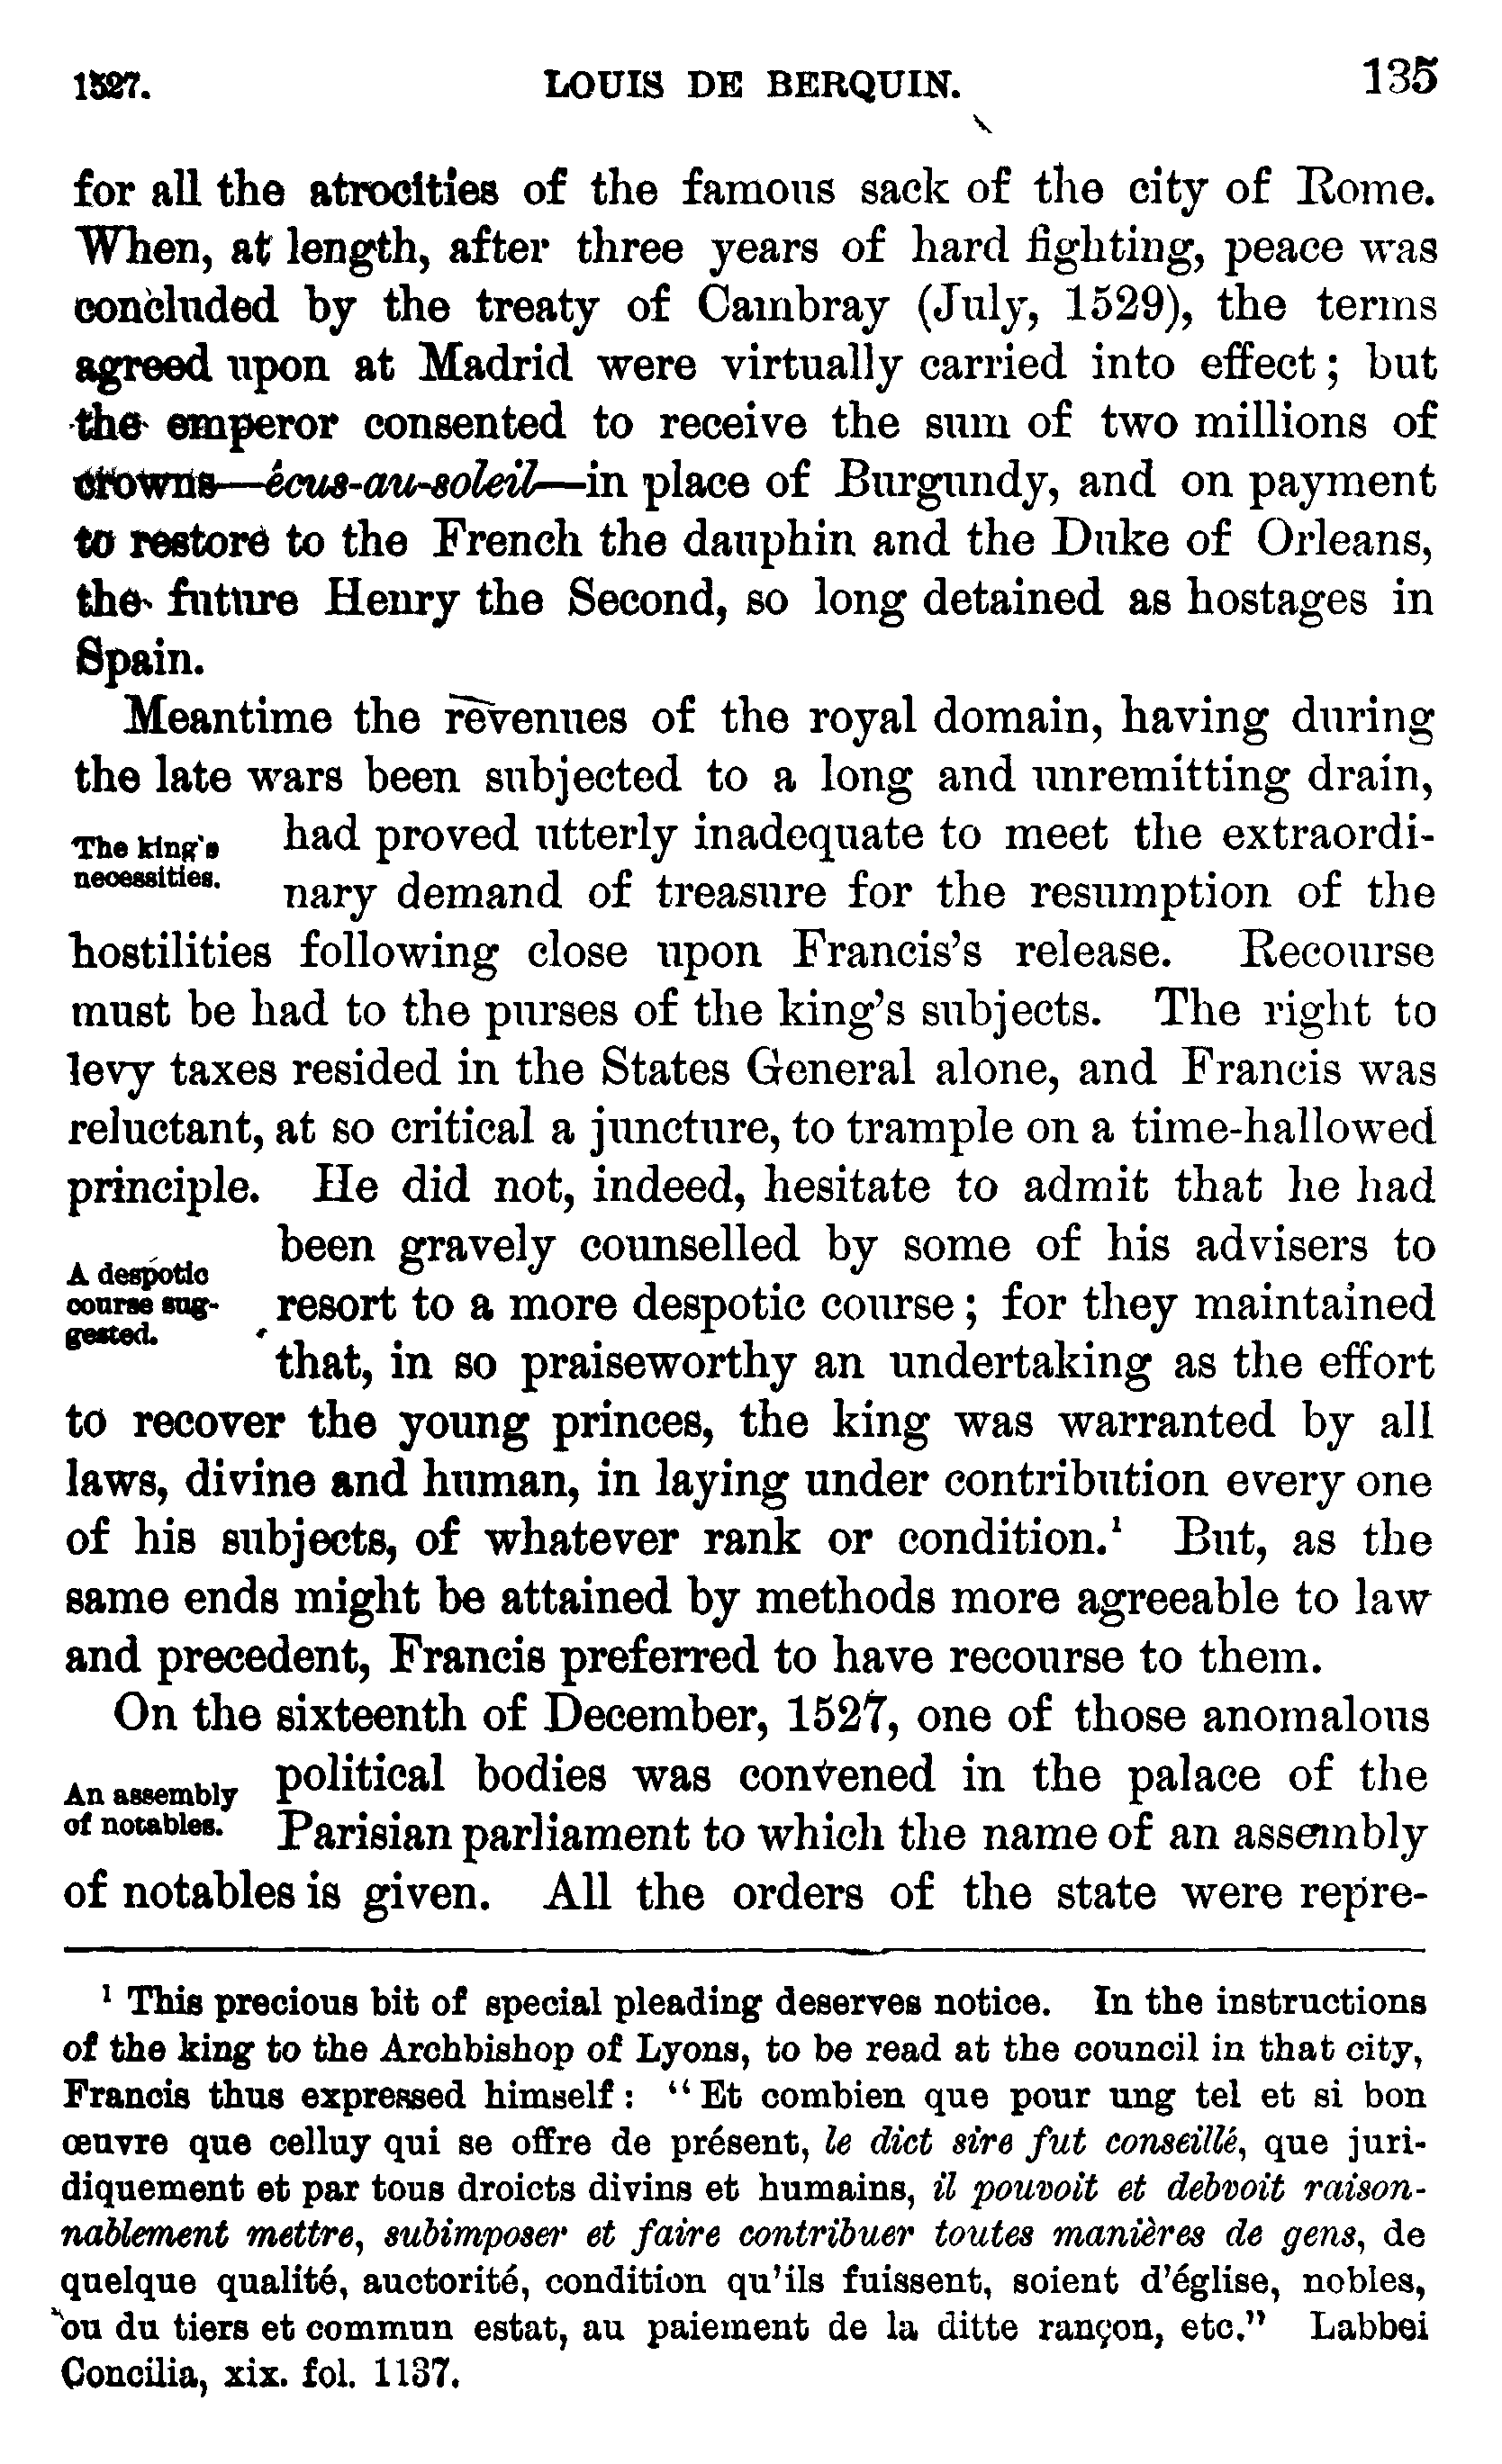 1527. LOUIS DE BERQUIN. 135
for all the atrocities of the famous sack of the city of Rome.
When, at length, after three years of hard fighting, peace was
concluded by the treaty of Cambray (July, 1529), the terms
agreed upon at Madrid were virtually carried into effect; but
the emperor consented to receive the sum of two millions of
crowns—écus-au-soleil—in place of Burgundy, and on payment
to restore to the French the dauphin and the Duke of Orleans,
the future Henry the Second, so long detained as hostages in
Spain.
Meantime the revenues of the royal domain, having during
the late wars been subjected to a long and unremitting drain,
The king's
necessities.
had proved utterly inadequate to meet the extraordi-
nary demand of treasure for the resumption of the
hostilities following close upon Francis's release. Recourse
must be had to the purses of the king's subjects. The right to
levy taxes resided in the States General alone, and Francis was
reluctant, at so critical a juncture, to trample on a time-hallowed
principle. He did not, indeed, hesitate to admit that he had
A despotic
course sug-
gested.
been gravely counselled by some of his advisers to
resort to a more despotic course; for they maintained
that, in so praiseworthy an undertaking as the effort
to recover the young princes, the king was warranted by all
laws, divine and human, in laying under contribution every one
of his subjects, of whatever rank or condition.¹ But, as the
same ends might be attained by methods more agreeable to law
and precedent, Francis preferred to have recourse to them.
On the sixteenth of December, 1527, one of those anomalous
An assembly
of notables.
political bodies was convened in the palace of the
Parisian parliament to which the name of an assembly
of notables is given. All the orders of the state were repre-
¹ This precious bit of special pleading deserves notice. In the instructions
of the king to the Archbishop of Lyons, to be read at the council in that city,
Francis thus expressed himself: "Et combien que pour ung tel et si bon
œuvre que celluy qui se offre de présent, le dict sire fut conseillé, que juri-
diquement et par tous droicts divins et humains, il pouvoit et debvoit raison-
nablement mettre, subimposer et faire contribuer toutes manières de gens, de
quelque qualité, auctorité, condition qu'ils fuissent, soient d'église, nobles,
ou du tiers et commun estat, au paiement de la ditte rançon, etc." Labbei
Concilia, xix. fol. 1137.